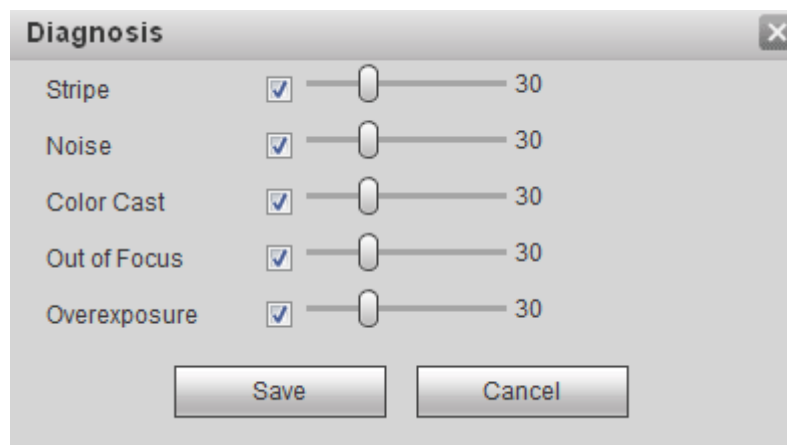 Diagnosis
Stripe 30
Noise 30
Color Cast 30
Out of Focus 30
Overexposure 30
Save Cancel